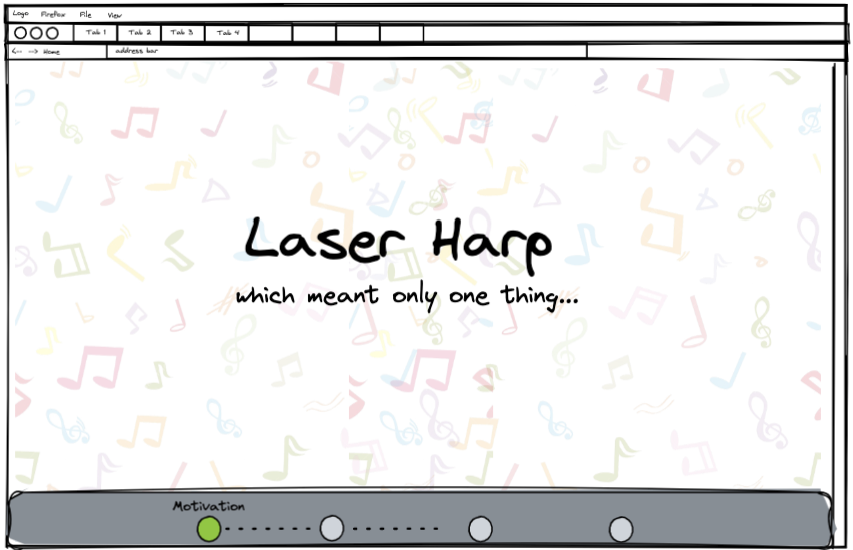 Logo Firefox File View
Tab 1 Tab 2 Tab 3 Tab 4
<-- --> Home address bar
Laser Harp
which meant only one thing...
Motivation